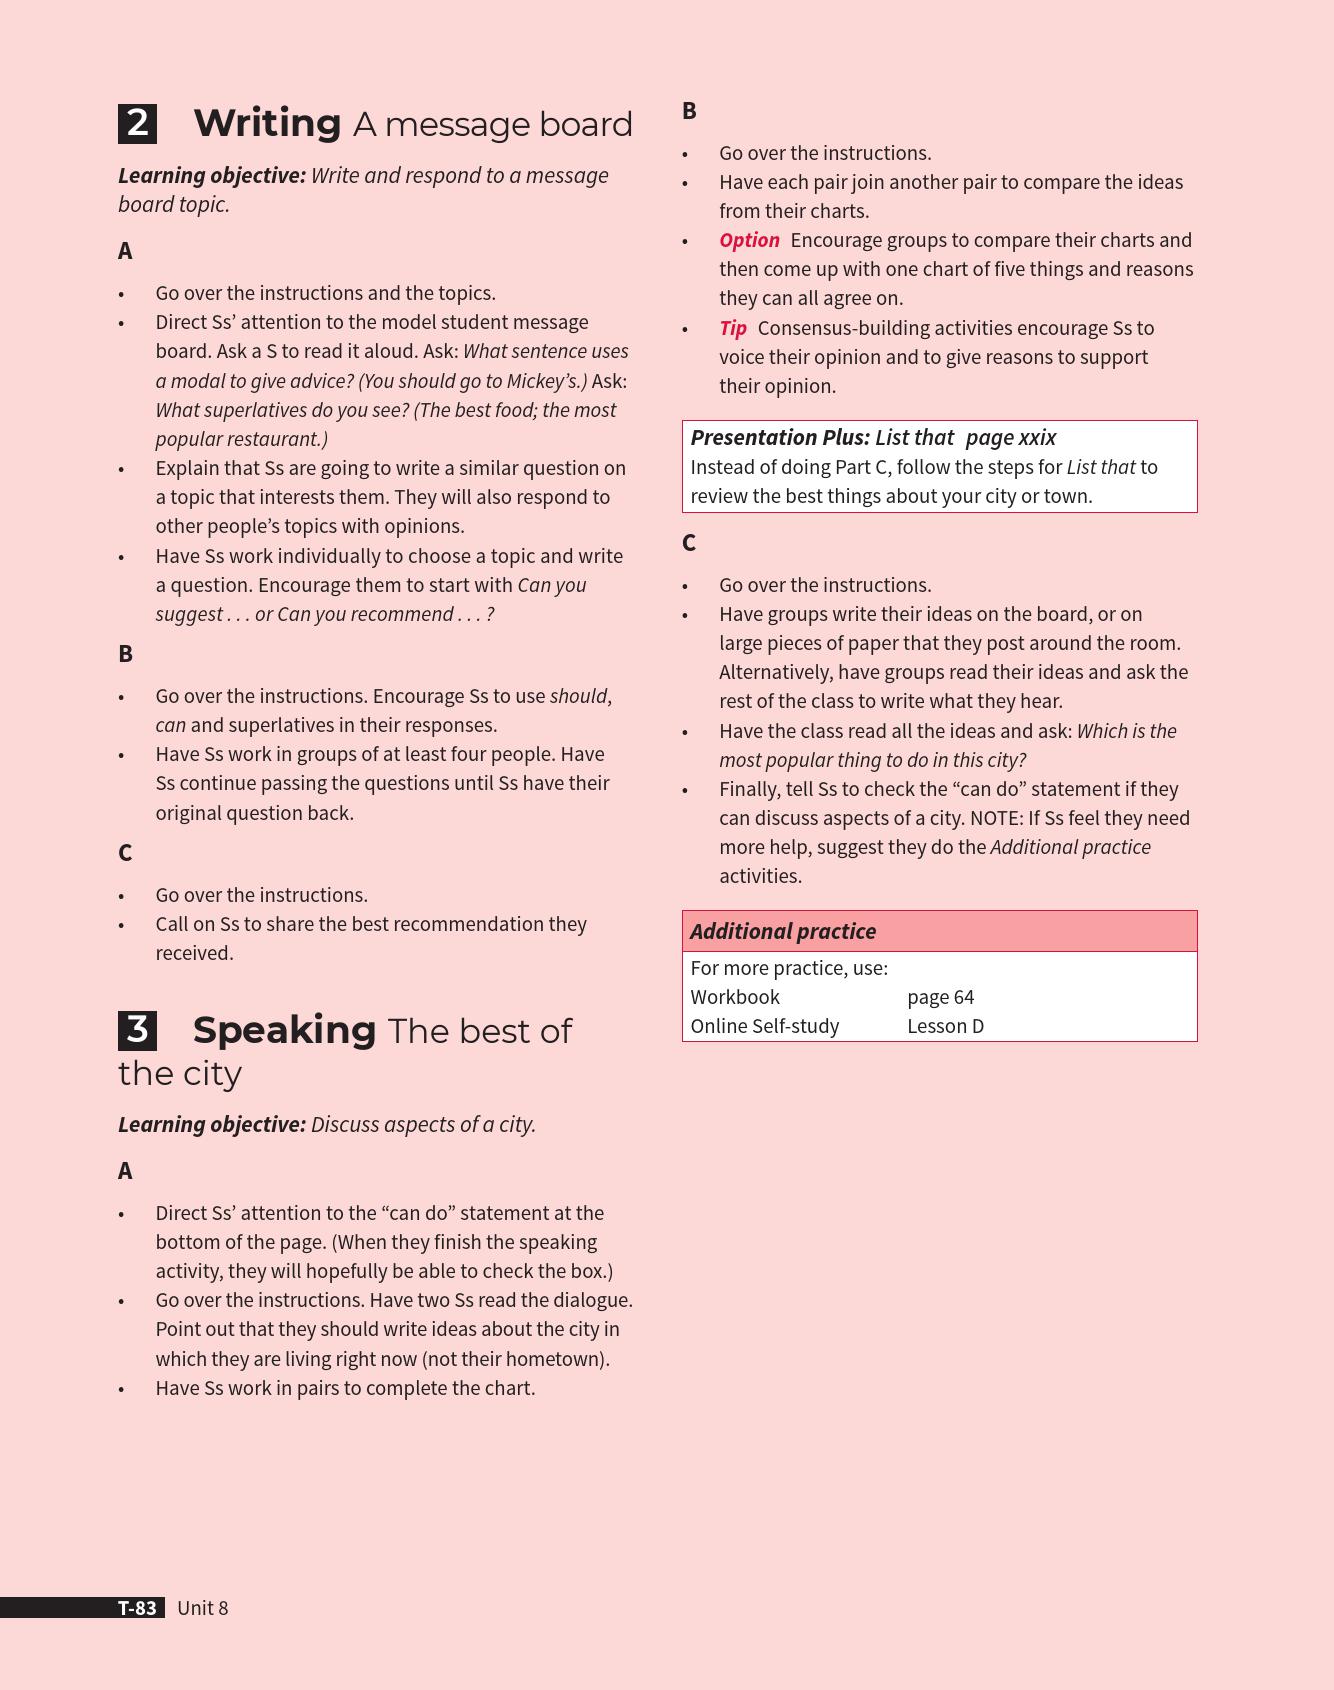 2 Writing A message board
Learning objective: Write and respond to a message
board topic.
A
• Go over the instructions and the topics.
• Direct Ss’ attention to the model student message
board. Ask a S to read it aloud. Ask: What sentence uses
a modal to give advice? (You should go to Mickey’s.) Ask:
What superlatives do you see? (The best food; the most
popular restaurant.)
• Explain that Ss are going to write a similar question on
a topic that interests them. They will also respond to
other people’s topics with opinions.
• Have Ss work individually to choose a topic and write
a question. Encourage them to start with Can you
suggest . . . or Can you recommend . . . ?
B
• Go over the instructions. Encourage Ss to use should,
can and superlatives in their responses.
• Have Ss work in groups of at least four people. Have
Ss continue passing the questions until Ss have their
original question back.
C
• Go over the instructions.
• Call on Ss to share the best recommendation they
received.
3 Speaking The best of
the city
Learning objective: Discuss aspects of a city.
A
• Direct Ss’ attention to the “can do” statement at the
bottom of the page. (When they finish the speaking
activity, they will hopefully be able to check the box.)
• Go over the instructions. Have two Ss read the dialogue.
Point out that they should write ideas about the city in
which they are living right now (not their hometown).
• Have Ss work in pairs to complete the chart.
B
• Go over the instructions.
• Have each pair join another pair to compare the ideas
from their charts.
• Option Encourage groups to compare their charts and
then come up with one chart of five things and reasons
they can all agree on.
• Tip Consensus-building activities encourage Ss to
voice their opinion and to give reasons to support
their opinion.
Presentation Plus: List that page xxix
Instead of doing Part C, follow the steps for List that to
review the best things about your city or town.
C
• Go over the instructions.
• Have groups write their ideas on the board, or on
large pieces of paper that they post around the room.
Alternatively, have groups read their ideas and ask the
rest of the class to write what they hear.
• Have the class read all the ideas and ask: Which is the
most popular thing to do in this city?
• Finally, tell Ss to check the “can do” statement if they
can discuss aspects of a city. NOTE: If Ss feel they need
more help, suggest they do the Additional practice
activities.
Additional practice
For more practice, use:
Workbook page 64
Online Self-study Lesson D
T-83 Unit 8